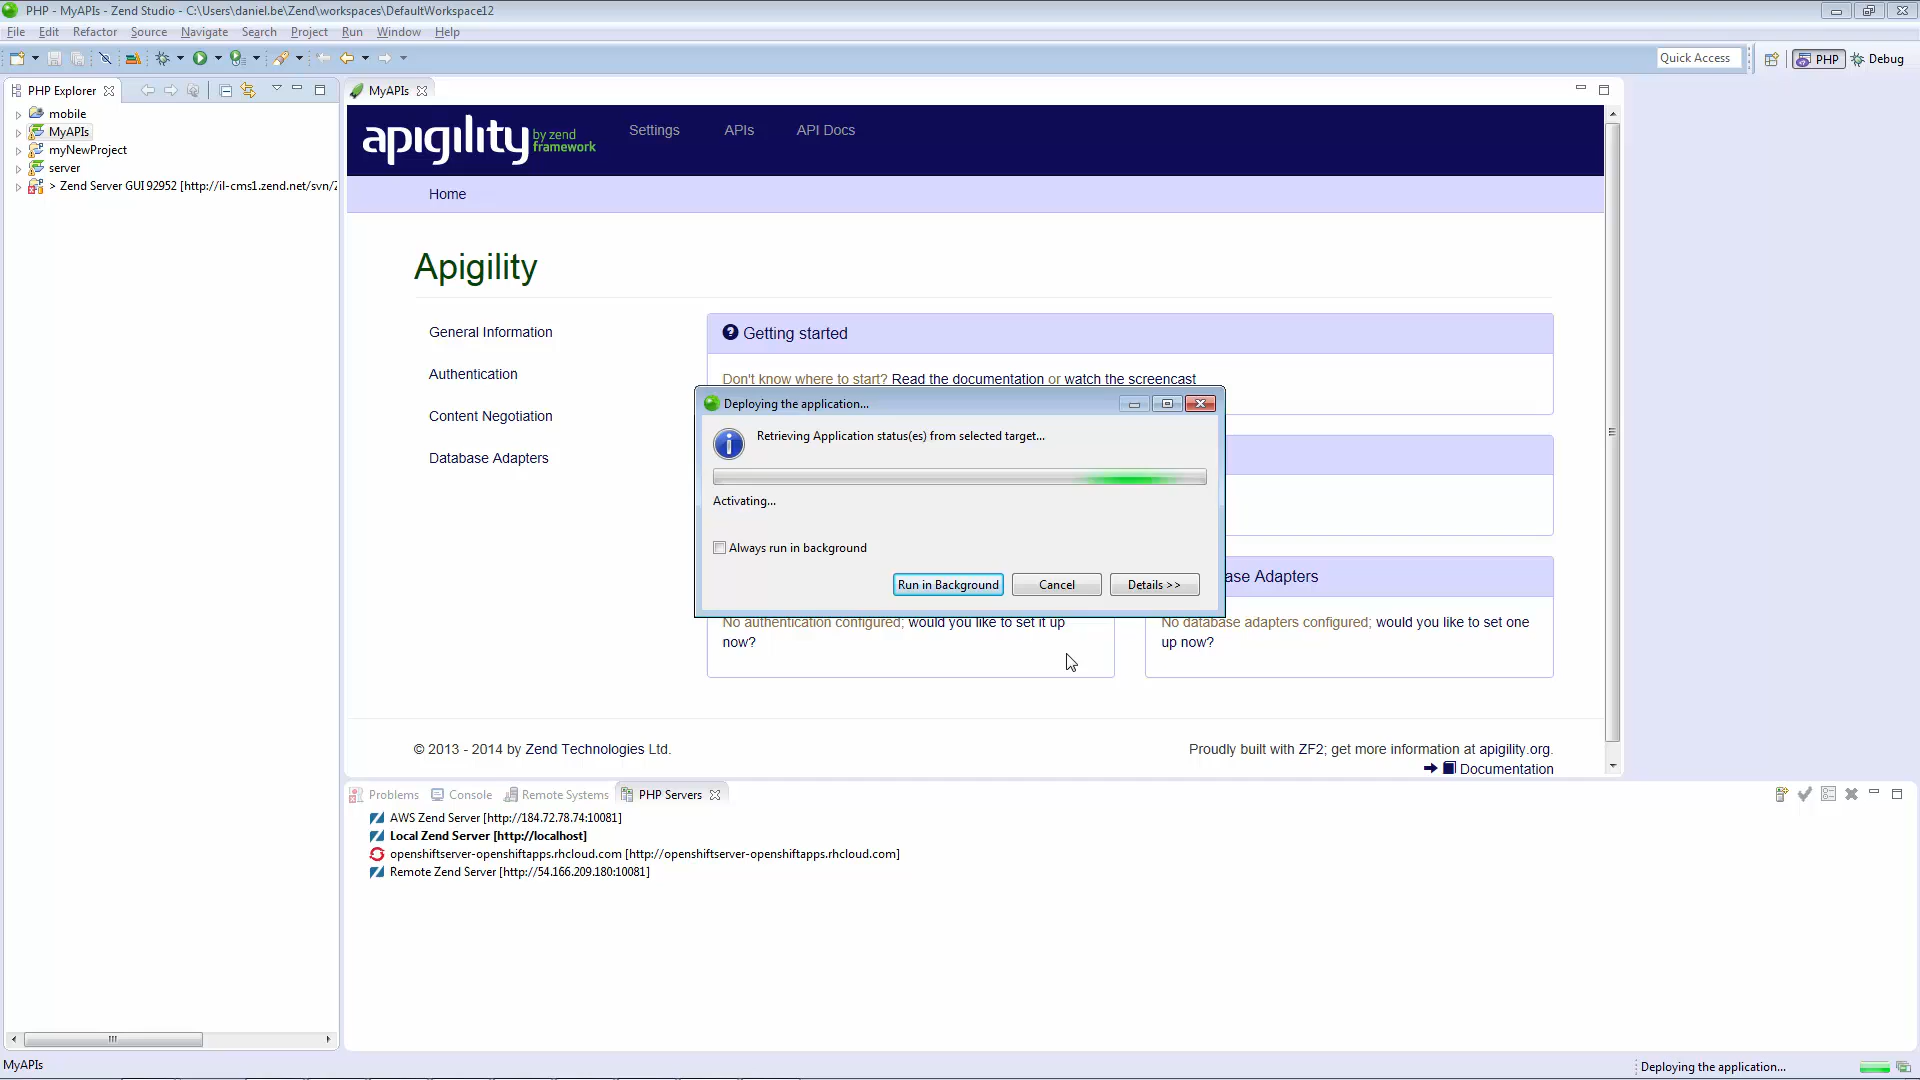 PHP - MyAPIs - Zend Studio - C:\Users\daniel.be\Zend\workspaces\DefaultWorkspace12
File Edit Refactor Source Navigate Search Project Run Window Help
Quick Access PHP Debug
PHP Explorer
mobile
MyAPIs
myNewProject
server
> Zend Server GUI 92952 [http://il-cms1.zend.net/svn/
MyAPIs
apigility by zend framework
Settings APIs API Docs
Home
Apigility
General Information
Authentication
Content Negotiation
Database Adapters
Getting started
Don't know where to start? Read the documentation or watch the screencast
Deploying the application...
Retrieving Application status(es) from selected target...
Activating...
Always run in background
Run in Background Cancel Details >>
ase Adapters
No authentication configured; would you like to set it up
now?
No database adapters configured; would you like to set one
up now?
© 2013 - 2014 by Zend Technologies Ltd.
Proudly built with ZF2; get more information at apigility.org.
Documentation
Problems Console Remote Systems PHP Servers
AWS Zend Server [http://184.72.78.74:10081]
Local Zend Server [http://localhost]
openshiftserver-openshiftapps.rhcloud.com [http://openshiftserver-openshiftapps.rhcloud.com]
Remote Zend Server [http://54.166.209.180:10081]
MyAPIs
Deploying the application...